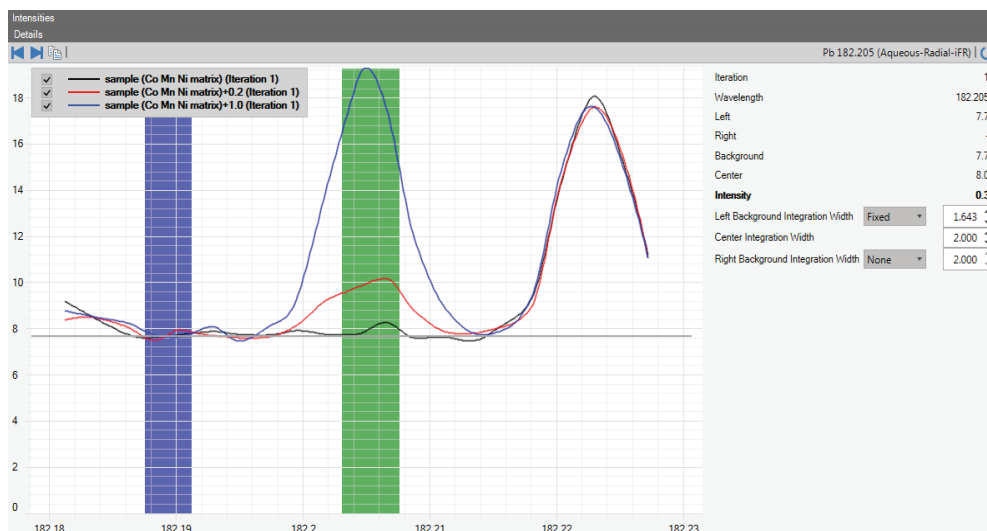 Intensities
Details
Pb 182.205 (Aqueous-Radial-iFR)
sample (Co Mn Ni matrix) (Iteration 1)
sample (Co Mn Ni matrix)+0.2 (Iteration 1)
sample (Co Mn Ni matrix)+1.0 (Iteration 1)
18
16
14
12
10
8
6
4
2
0
182.18
182.19
182.2
182.21
182.22
182.23
Iteration 1
Wavelength 182.205
Left 7.7
Right -
Background 7.7
Center 8.0
Intensity 0.3
Left Background Integration Width Fixed 1.643
Center Integration Width 2.000
Right Background Integration Width None 2.000